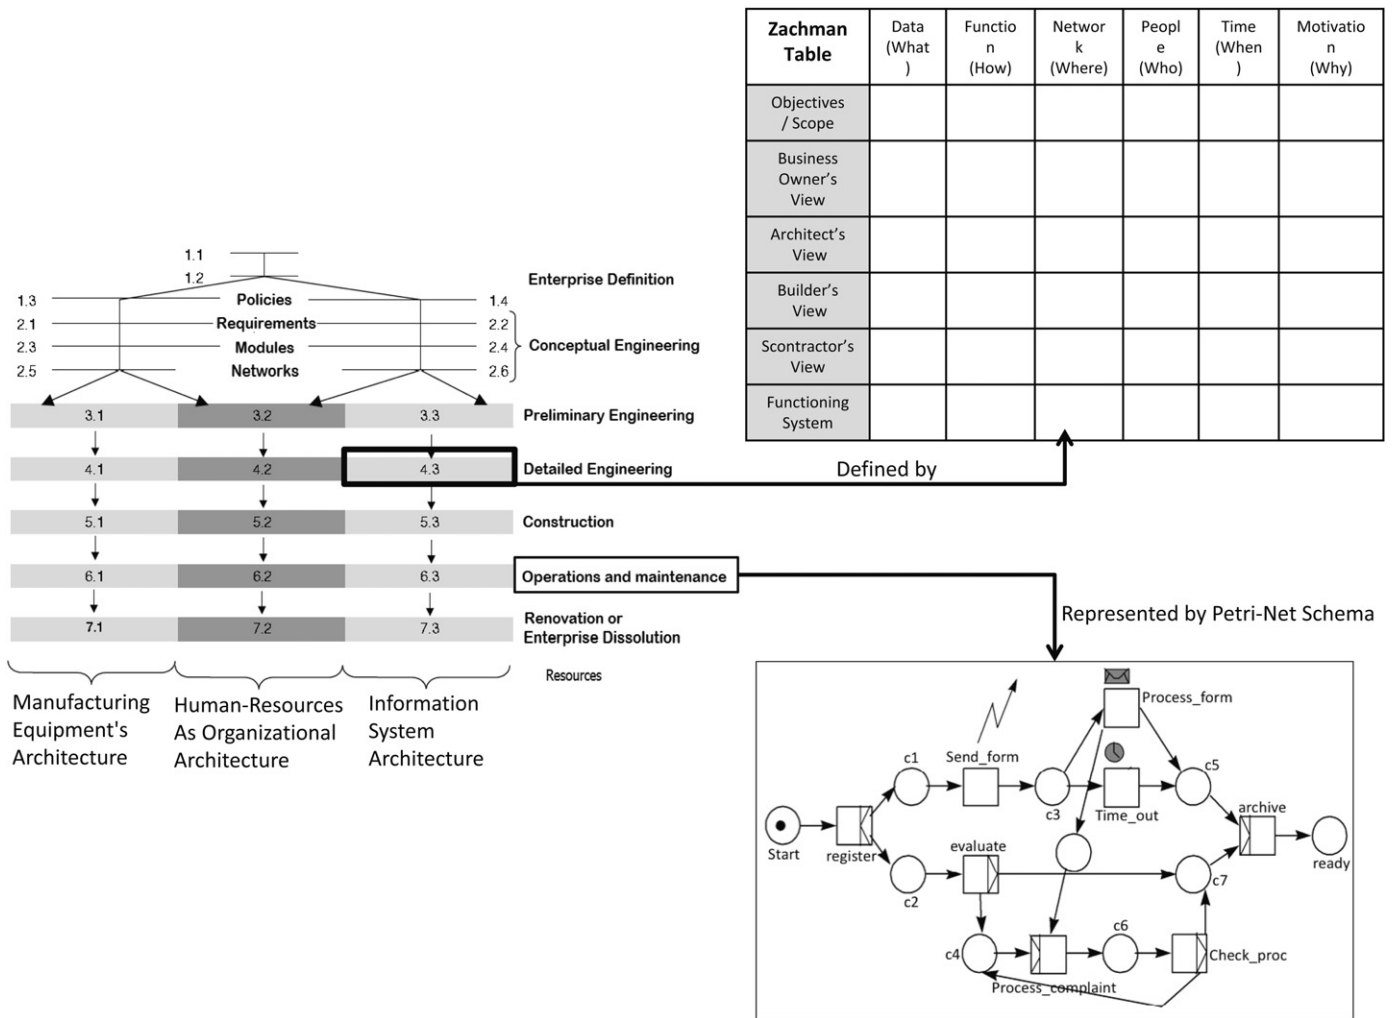 Zachman
Table
Data
(What
)
Functio
n
(How)
Networ
k
(Where)
Peopl
e
(Who)
Time
(When
)
Motivatio
n
(Why)
Objectives
/ Scope
Business
Owner's
View
Architect's
View
Builder's
View
Scontractor's
View
Functioning
System
1.1
1.2
Enterprise Definition
1.3 Policies 1.4
2.1 Requirements 2.2
2.3 Modules 2.4
Conceptual Engineering
2.5 Networks 2.6
3.1 3.2 3.3 Preliminary Engineering
4.1 4.2 4.3 Detailed Engineering
Defined by
5.1 5.2 5.3 Construction
6.1 6.2 6.3 Operations and maintenance
7.1 7.2 7.3 Renovation or
Enterprise Dissolution
Resources
Manufacturing
Equipment's
Architecture
Human-Resources
As Organizational
Architecture
Information
System
Architecture
Represented by Petri-Net Schema
Process_form
Send_form
c1
c3
Time_out
c5
archive
Start
register
evaluate
ready
c2
c7
c4
c6
Check_proc
Process_complaint